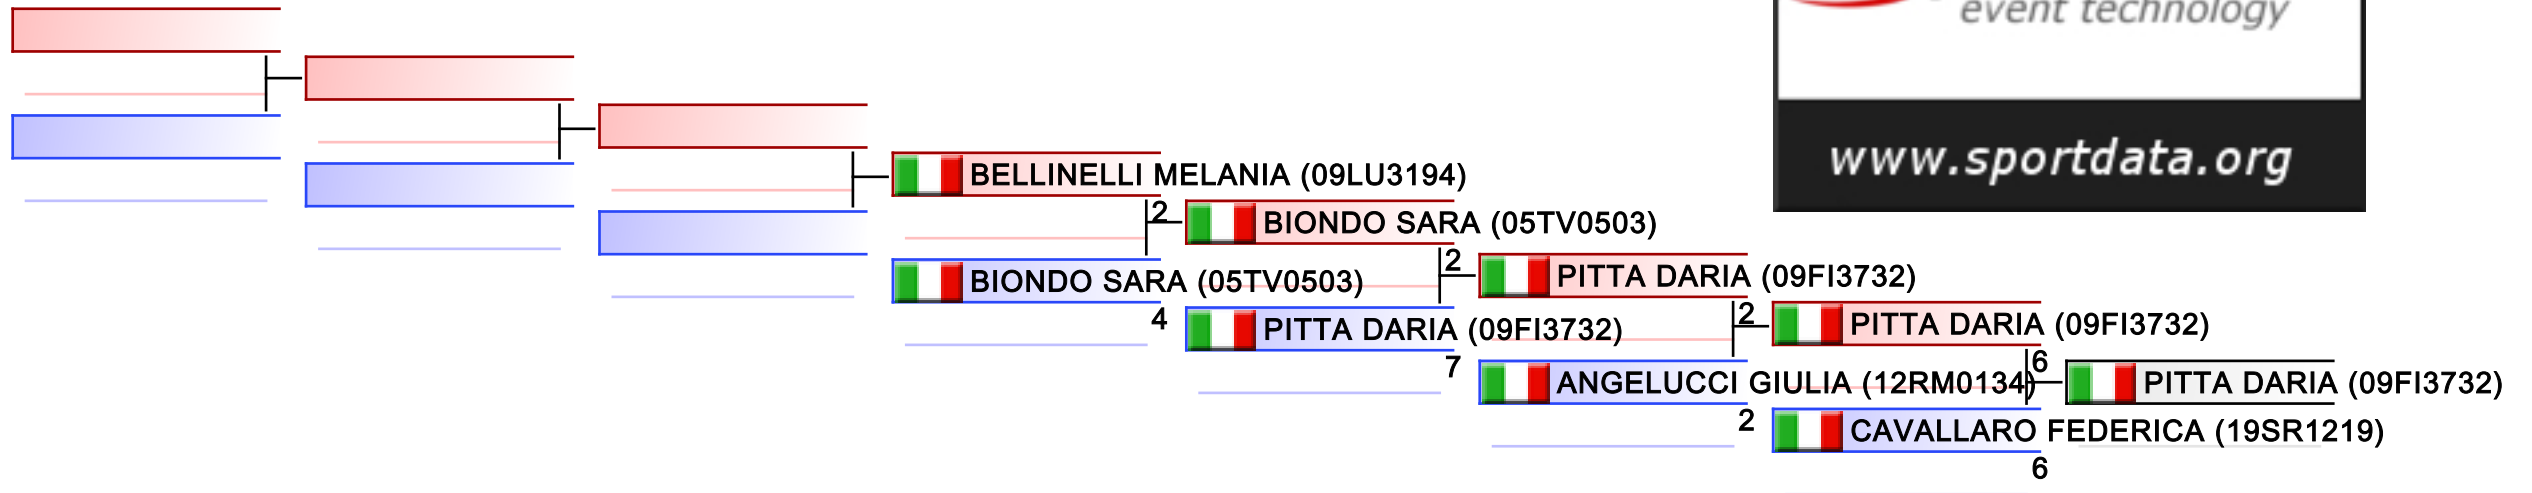 event technology
www.sportdata.org
BELLINELLI MELANIA (09LU3194)
2
BIONDO SARA (05TV0503)
2
BIONDO SARA (05TV0503)
4
PITTA DARIA (09FI3732)
2
PITTA DARIA (09FI3732)
7
PITTA DARIA (09FI3732)
6
ANGELUCCI GIULIA (12RM0134)
2
PITTA DARIA (09FI3732)
CAVALLARO FEDERICA (19SR1219)
6